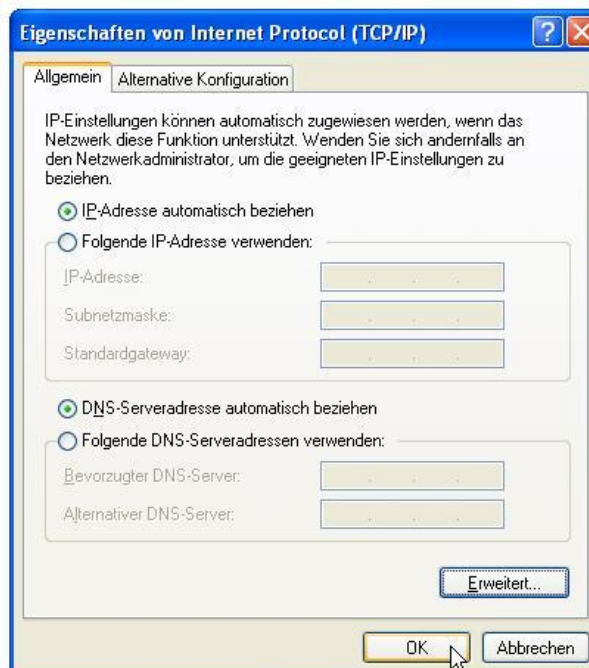 Eigenschaften von Internet Protocol (TCP/IP)
Allgemein
Alternative Konfiguration
IP-Einstellungen können automatisch zugewiesen werden, wenn das
Netzwerk diese Funktion unterstützt. Wenden Sie sich andernfalls an
den Netzwerkadministrator, um die geeigneten IP-Einstellungen zu
beziehen.
IP-Adresse automatisch beziehen
Folgende IP-Adresse verwenden:
IP-Adresse:
Subnetzmaske:
Standardgateway:
DNS-Serveradresse automatisch beziehen
Folgende DNS-Serveradressen verwenden:
Bevorzugter DNS-Server:
Alternativer DNS-Server:
Erweitert...
OK
Abbrechen